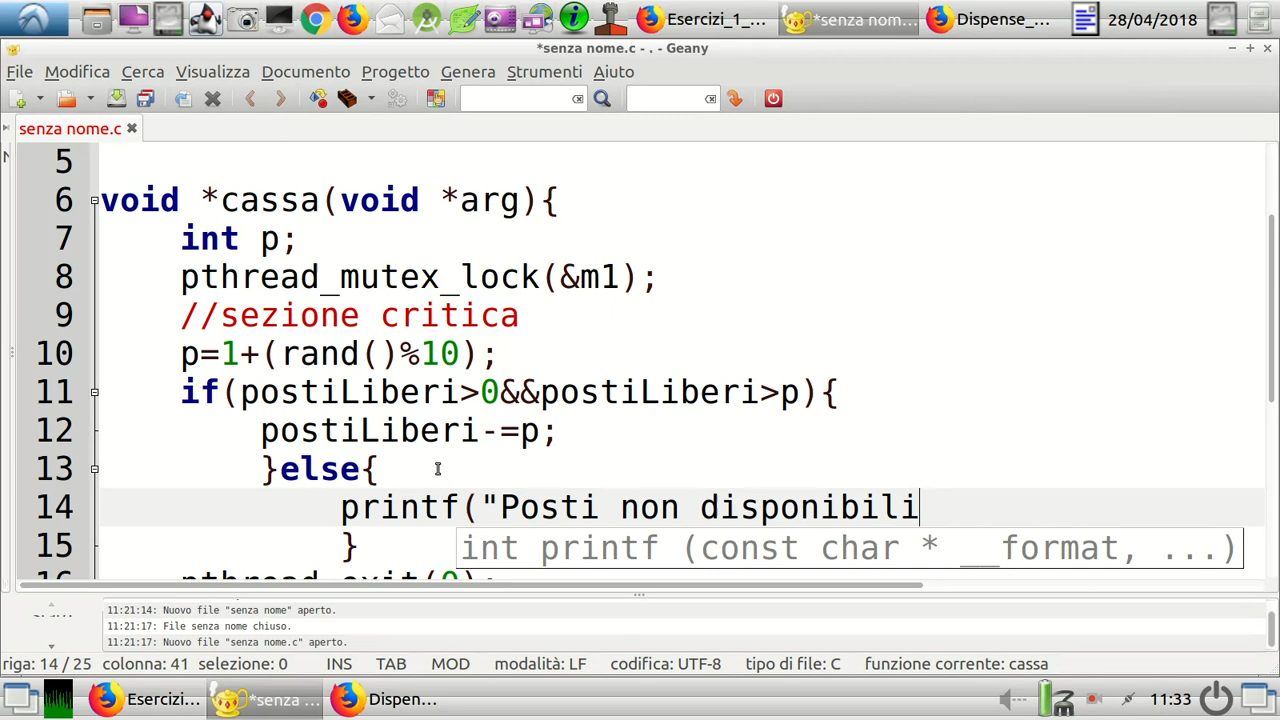 Esercizi_1_...
*senza nom...
Dispense_...
28/04/2018
*senza nome.c - . - Geany
File Modifica Cerca Visualizza Documento Progetto Genera Strumenti Aiuto
senza nome.c
5
6 void *cassa(void *arg){
7 int p;
8 pthread_mutex_lock(&m1);
9 //sezione critica
10 p=1+(rand()%10);
11 if(postiLiberi>0&&postiLiberi>p){
12 postiLiberi-=p;
13 }else{
14 printf("Posti non disponibili
15 }
int printf (const char * __format, ...)
16 pthread_exit(0);
11:21:14: Nuovo file "senza nome" aperto.
11:21:17: File senza nome chiuso.
11:21:17: Nuovo file "senza nome.c" aperto.
riga: 14 / 25 colonna: 41 selezione: 0 INS TAB MOD modalità: LF codifica: UTF-8 tipo di file: C funzione corrente: cassa
Esercizi...
*senza ...
Dispen...
11:33